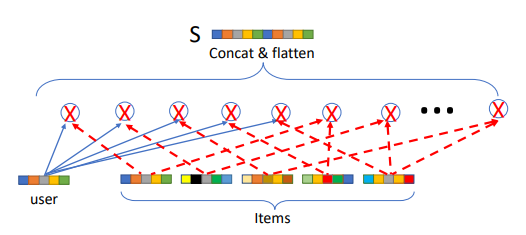 S
Concat & flatten
X X X X X X X ••• X
user
Items